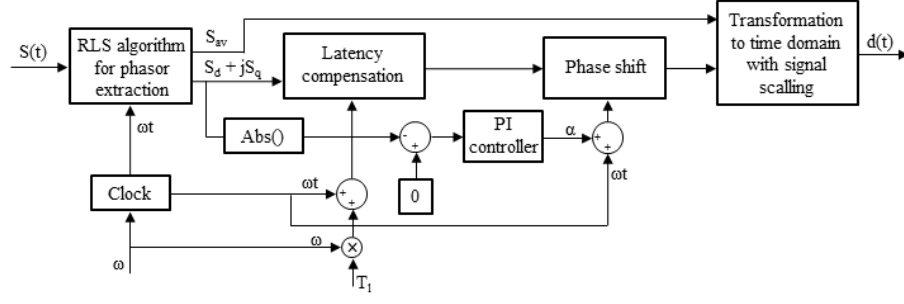 S(t)
RLS algorithm
for phasor
extraction
S_av
S_d + jS_q
Latency
compensation
Phase shift
Transformation
to time domain
with signal
scalling
d(t)
ωt
Abs()
-
+
PI
controller
α
+
+
Clock
ωt
+
+
0
ωt
ω
ω
×
T_1